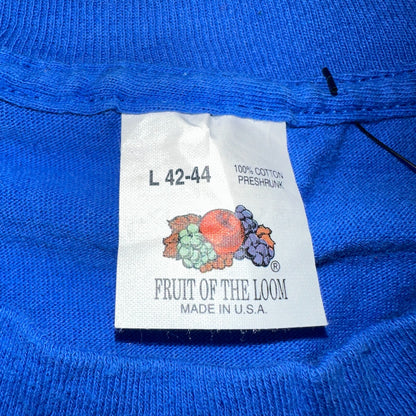 L 42-44
100% COTTON
PRESHRUNK
®
FRUIT OF THE LOOM
MADE IN U.S.A.